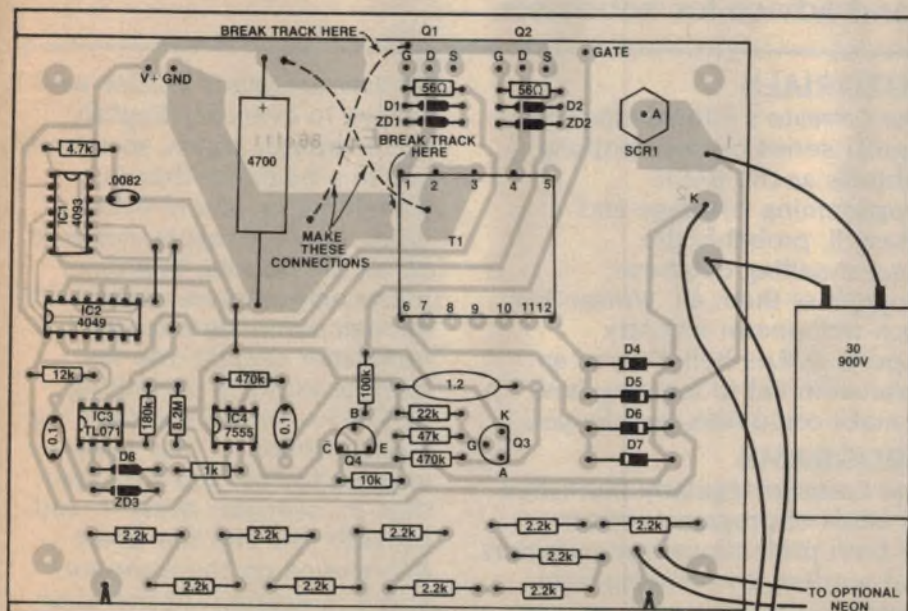 BREAK TRACK HERE
Q1
Q2
G D S
G D S
GATE
V+ GND
56Ω
56Ω
D1
D2
ZD1
ZD2
A
SCR1
+
4700
BREAK TRACK HERE
4.7k
.0082
IC1
4093
1 2 3 4 5
T1
K
MAKE THESE CONNECTIONS
6 7 8 9 10 11 12
IC2
4049
.30
900V
12k
470k
100k
1.2
D4
D5
D6
D7
0.1
IC3
TL071
180k
8.2M
IC4
7555
0.1
B
C
E
Q4
22k
47k
470k
K
G
A
Q3
D8
ZD3
1k
10k
2.2k
2.2k
2.2k
2.2k
2.2k
2.2k
2.2k
2.2k
2.2k
2.2k
2.2k
TO OPTIONAL
NEON